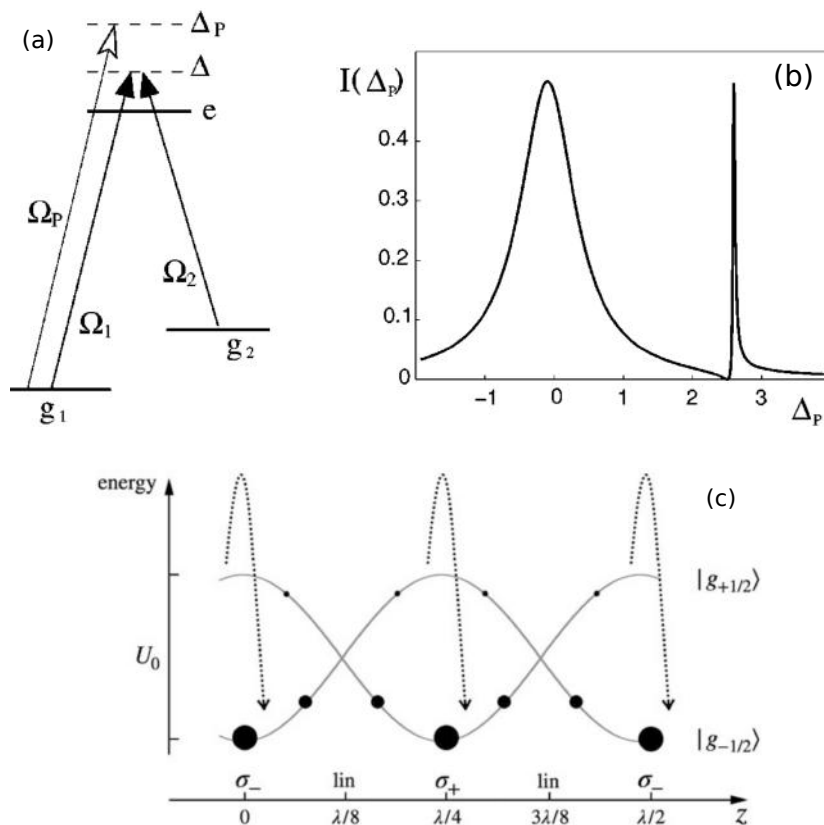 (a)
Δ_P
Δ
e
Ω_P
Ω_1
Ω_2
g_2
g_1
(b)
I(Δ_P)
0.4
0.3
0.2
0.1
0
−1 0 1 2 3
Δ_P
(c)
energy
|g_{+1/2}⟩
U_0
|g_{-1/2}⟩
σ_− lin σ_+ lin σ_−
0 λ/8 λ/4 3λ/8 λ/2 z